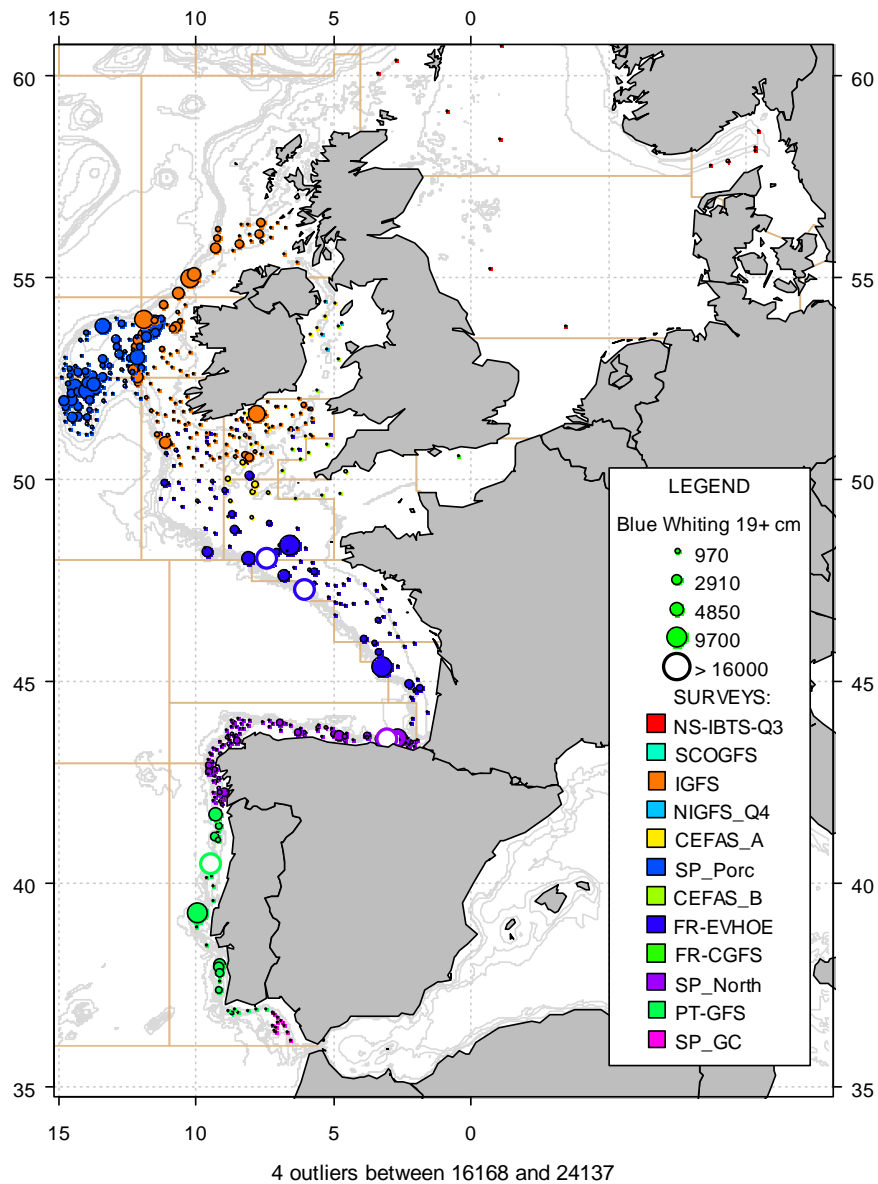 15 10 5 0
60 60
55 55
50 50
45 45
40 40
35 35
LEGEND
Blue Whiting 19+ cm
970
2910
4850
9700
> 16000
SURVEYS:
NS-IBTS-Q3
SCOGFS
IGFS
NIGFS_Q4
CEFAS_A
SP_Porc
CEFAS_B
FR-EVHOE
FR-CGFS
SP_North
PT-GFS
SP_GC
15 10 5 0
4 outliers between 16168 and 24137